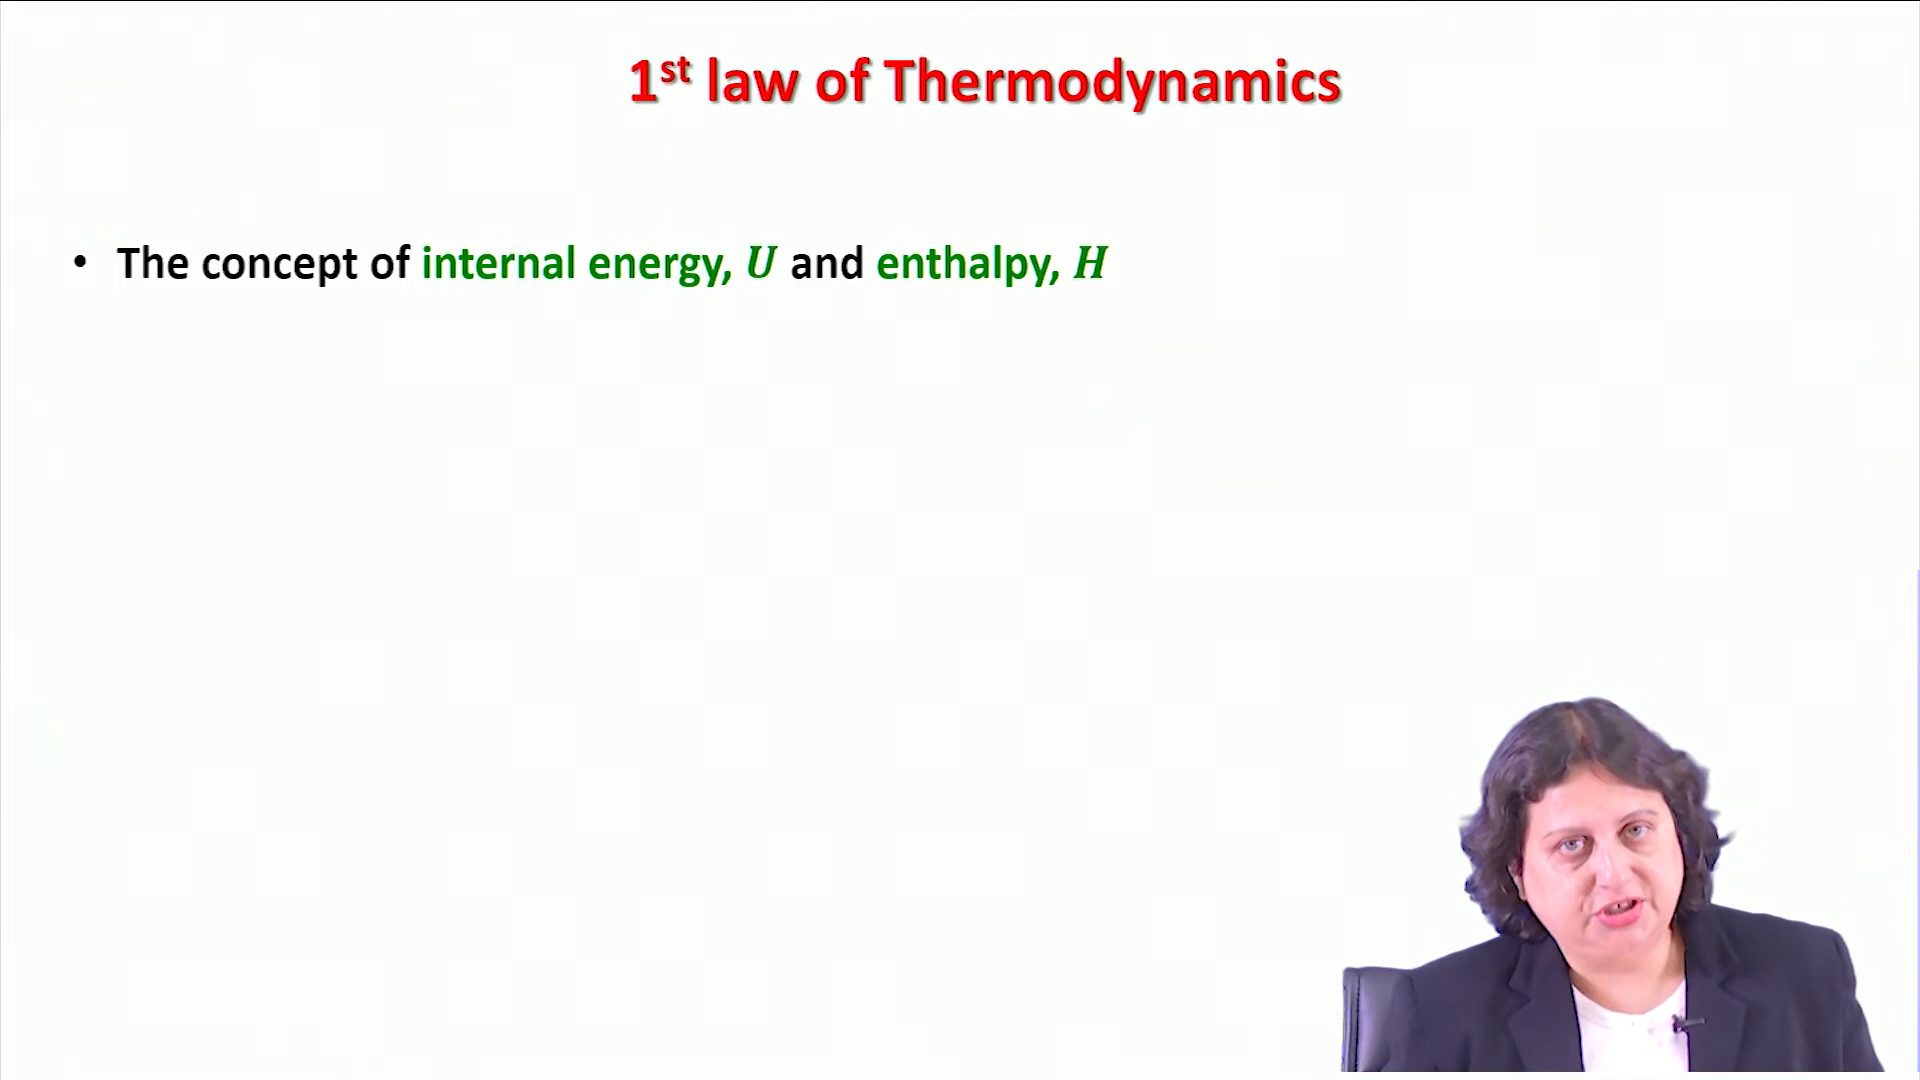 1st law of Thermodynamics
• The concept of internal energy, U and enthalpy, H